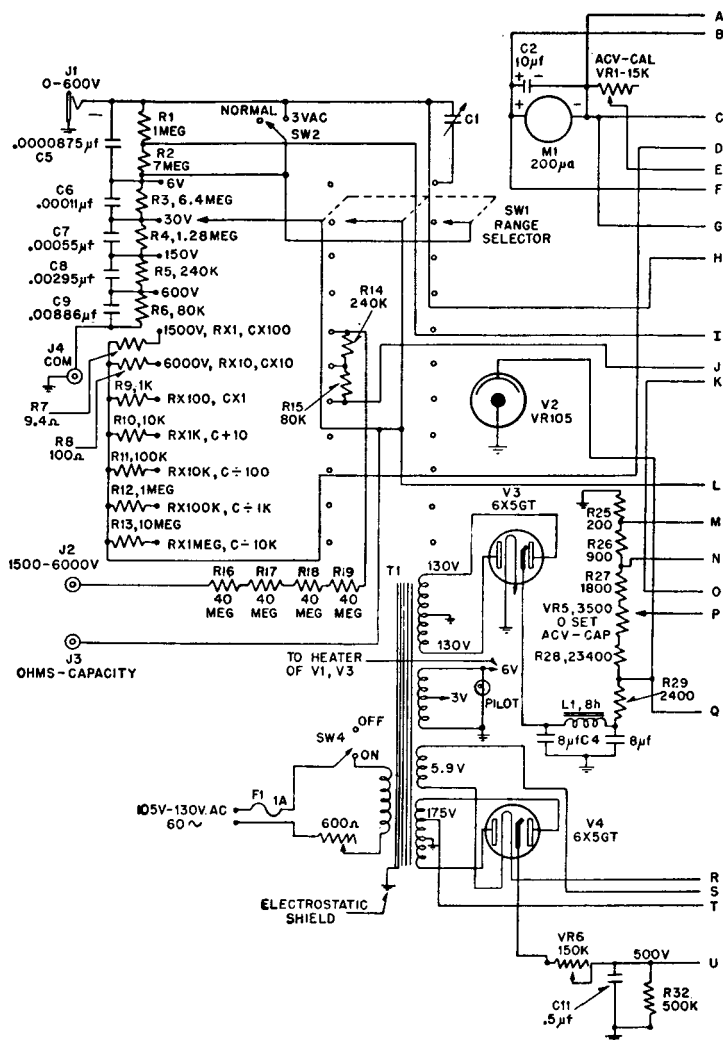 A
B
C2
10µf
+ -
ACV-CAL
VR1-15K
J1
0-600V
R1
1MEG
NORMAL
3VAC
SW2
C1
+
-
M1
200µa
C
D
E
F
.0000875µf
C5
R2
7MEG
6V
C6
.00011µf
R3, 6.4MEG
30V
SW1
RANGE
SELECTOR
G
C7
.00055µf
R4, 1.28MEG
150V
H
C8
.00295µf
R5, 240K
600V
C9
.00886µf
R6, 80K
R14
240K
1500V, RX1, CX100
I
J4
COM
6000V, RX10, CX10
J
K
R7
9.4Ω
R9, 1K
RX100, CX1
R15
80K
V2
VR105
R8
100Ω
R10, 10K
RX1K, C+10
R11, 100K
RX10K, C÷100
L
R12, 1MEG
RX100K, C÷1K
V3
6X5GT
R25
200
M
R13, 10MEG
RX1MEG, C÷10K
R26
900
N
J2
1500-6000V
R16
40
MEG
R17
40
MEG
R18
40
MEG
R19
40
MEG
T1
130V
R27
1800
O
VR5, 3500
O SET
ACV-CAP
P
J3
OHMS-CAPACITY
130V
R28, 23400
TO HEATER
OF V1, V3
6V
R29
2400
3V
PILOT
L1, 8h
Q
OFF
SW4
ON
8µf
C4
8µf
5.9V
F1
1A
105V-130V.AC
60~
600Ω
175V
V4
6X5GT
R
S
T
ELECTROSTATIC
SHIELD
VR6
150K
500V
U
C11
.5µf
R32
500K